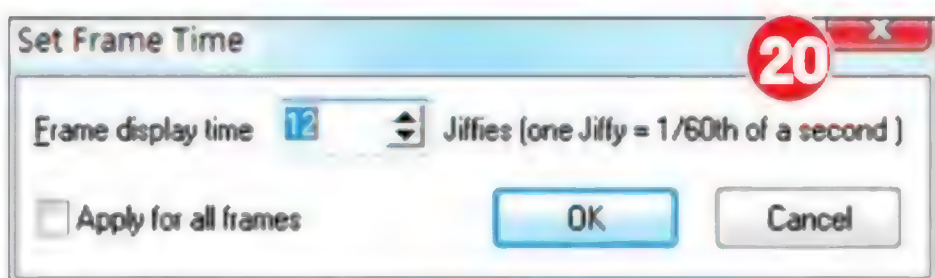 Set Frame Time
20
x
Frame display time 12 Jiffies (one Jiffy = 1/60th of a second )
Apply for all frames
OK
Cancel